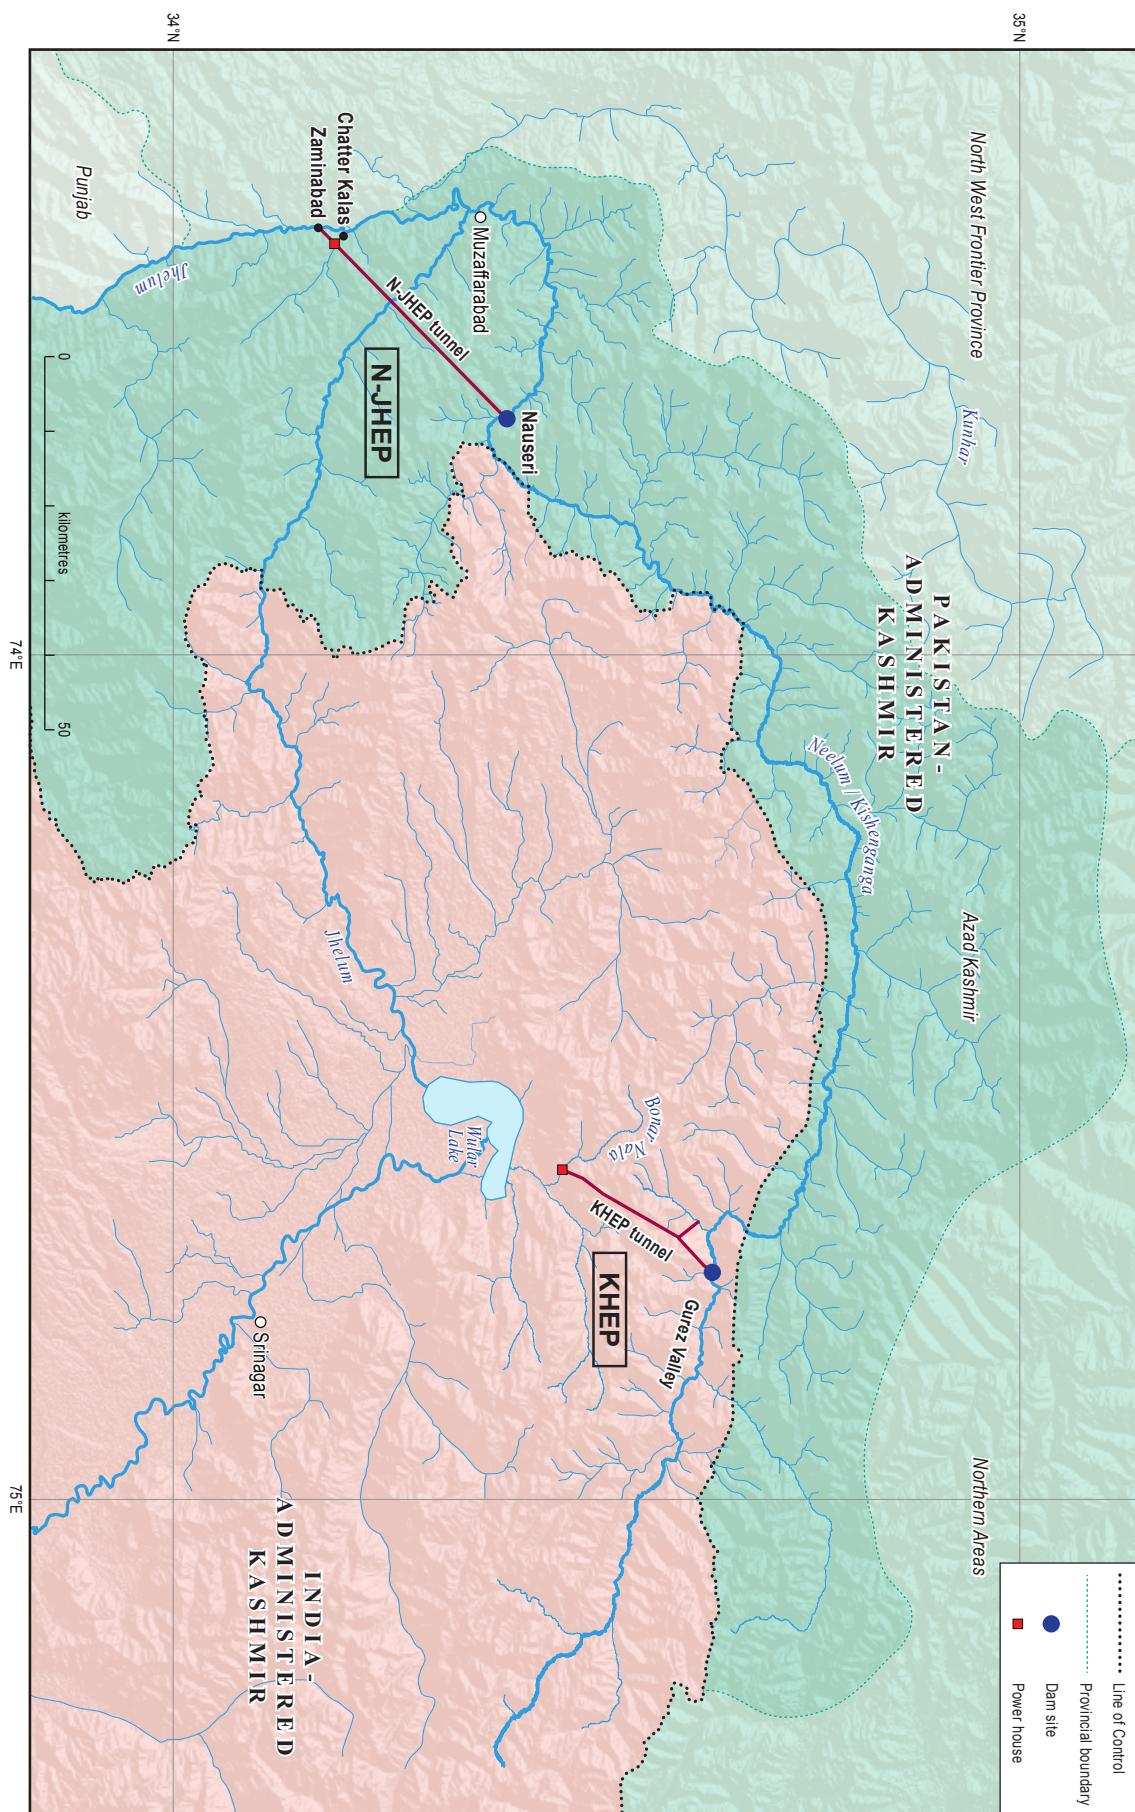 34°N
35°N
North West Frontier Province
Kunhar
PAKISTAN-
ADMINISTERED
KASHMIR
Neelum / Kishenganga
Azad Kashmir
Northern Areas
Line of Control
Provincial boundary
Dam site
Power house
Punjab
Jhelum
Chatter Kalas
Zaminabad
Muzaffarabad
N-JHEP tunnel
Nauseri
N-JHEP
0
kilometres
50
Jhelum
Wular
Lake
Bonar Nala
KHEP tunnel
KHEP
Gurez Valley
Srinagar
INDIA-
ADMINISTERED
KASHMIR
74°E
75°E